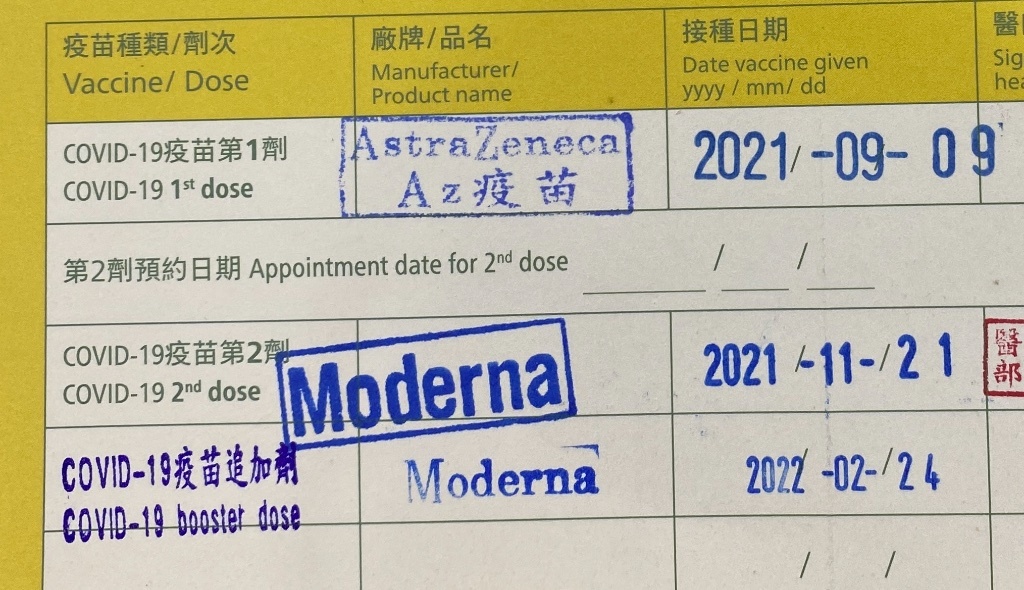 疫苗種類/劑次
Vaccine/ Dose
廠牌/品名
Manufacturer/
Product name
接種日期
Date vaccine given
yyyy / mm/ dd
醫
COVID-19疫苗第1劑
COVID-19 1st dose
AstraZeneca
Az疫苗
2021/ -09- 09
第2劑預約日期 Appointment date for 2nd dose / /
COVID-19疫苗第2劑
COVID-19 2nd dose
Moderna
2021 /-11-/21
醫
部
COVID-19疫苗追加劑
COVID-19 booster dose
Moderna
2022/ -02-/24
/ /